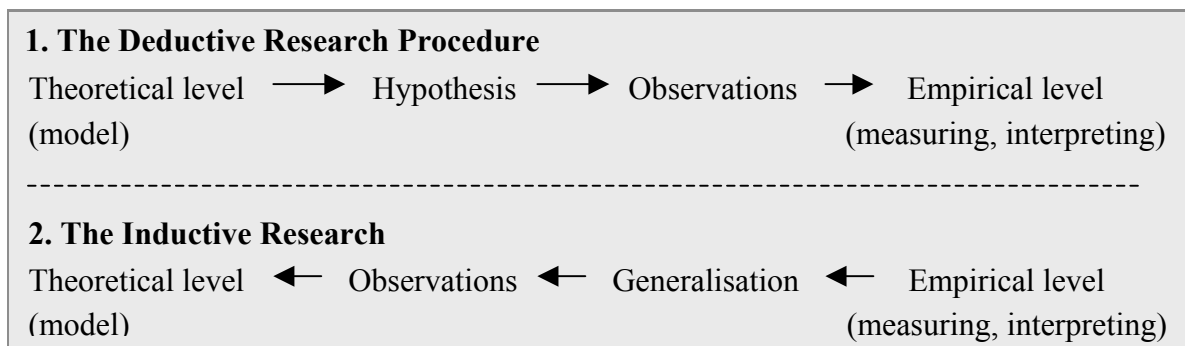 1. The Deductive Research Procedure
Theoretical level Hypothesis Observations Empirical level
(model) (measuring, interpreting)
2. The Inductive Research
Theoretical level Observations Generalisation Empirical level
(model) (measuring, interpreting)